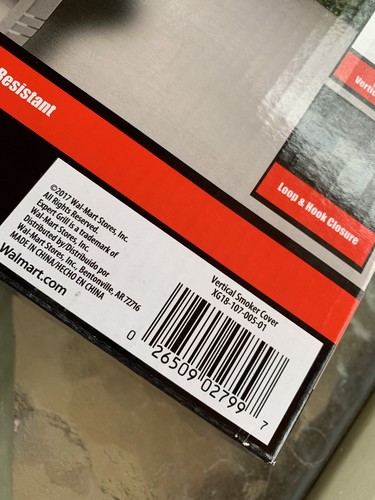 Resistant
Loop & Hook Closure
©2017 Wal-Mart Stores, Inc.
All Rights Reserved.
Expert Grill is a trademark of
Wal-Mart Stores, Inc.
Distributed by/Distribuido por
Wal-Mart Stores, Inc. Bentonville, AR 72716
MADE IN CHINA/HECHO EN CHINA
Walmart.com
Vertical Smoker Cover
XG18-107-005-01
0 26509 02799 7